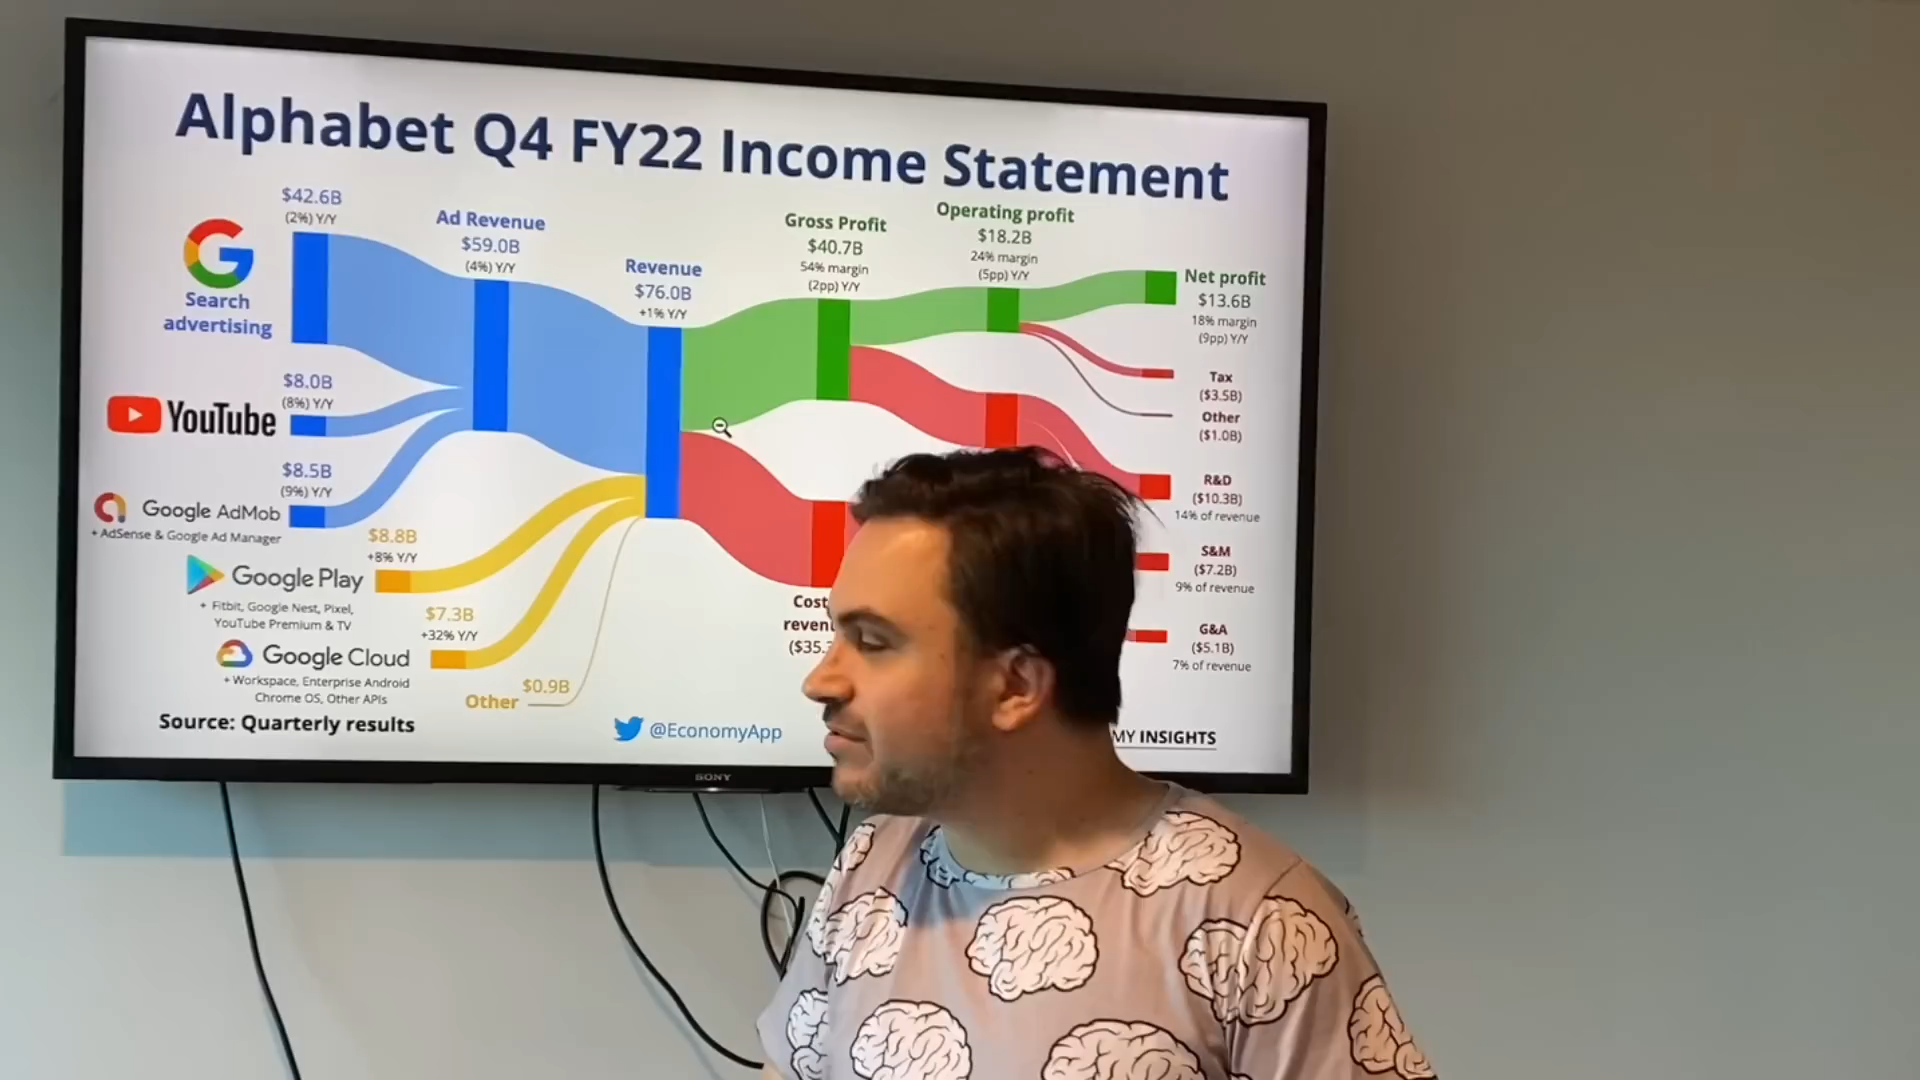 Alphabet Q4 FY22 Income Statement
$42.6B
(2%) Y/Y
Search
advertising
Ad Revenue
$59.0B
(4%) Y/Y
Revenue
$76.0B
+1% Y/Y
Gross Profit
$40.7B
54% margin
(2pp) Y/Y
Operating profit
$18.2B
24% margin
(5pp) Y/Y
Net profit
$13.6B
18% margin
(9pp) Y/Y
Tax
($3.5B)
Other
($1.0B)
$8.0B
(8%) Y/Y
YouTube
$8.5B
(9%) Y/Y
Google AdMob
+ AdSense & Google Ad Manager
R&D
($10.3B)
14% of revenue
$8.8B
+8% Y/Y
Google Play
+ Fitbit, Google Nest, Pixel,
YouTube Premium & TV
S&M
($7.2B)
9% of revenue
$7.3B
+32% Y/Y
Google Cloud
+ Workspace, Enterprise Android
Chrome OS, Other APIs
Cost
reven
($35.
G&A
($5.1B)
7% of revenue
Other
$0.9B
Source: Quarterly results
@EconomyApp
MY INSIGHTS
SONY